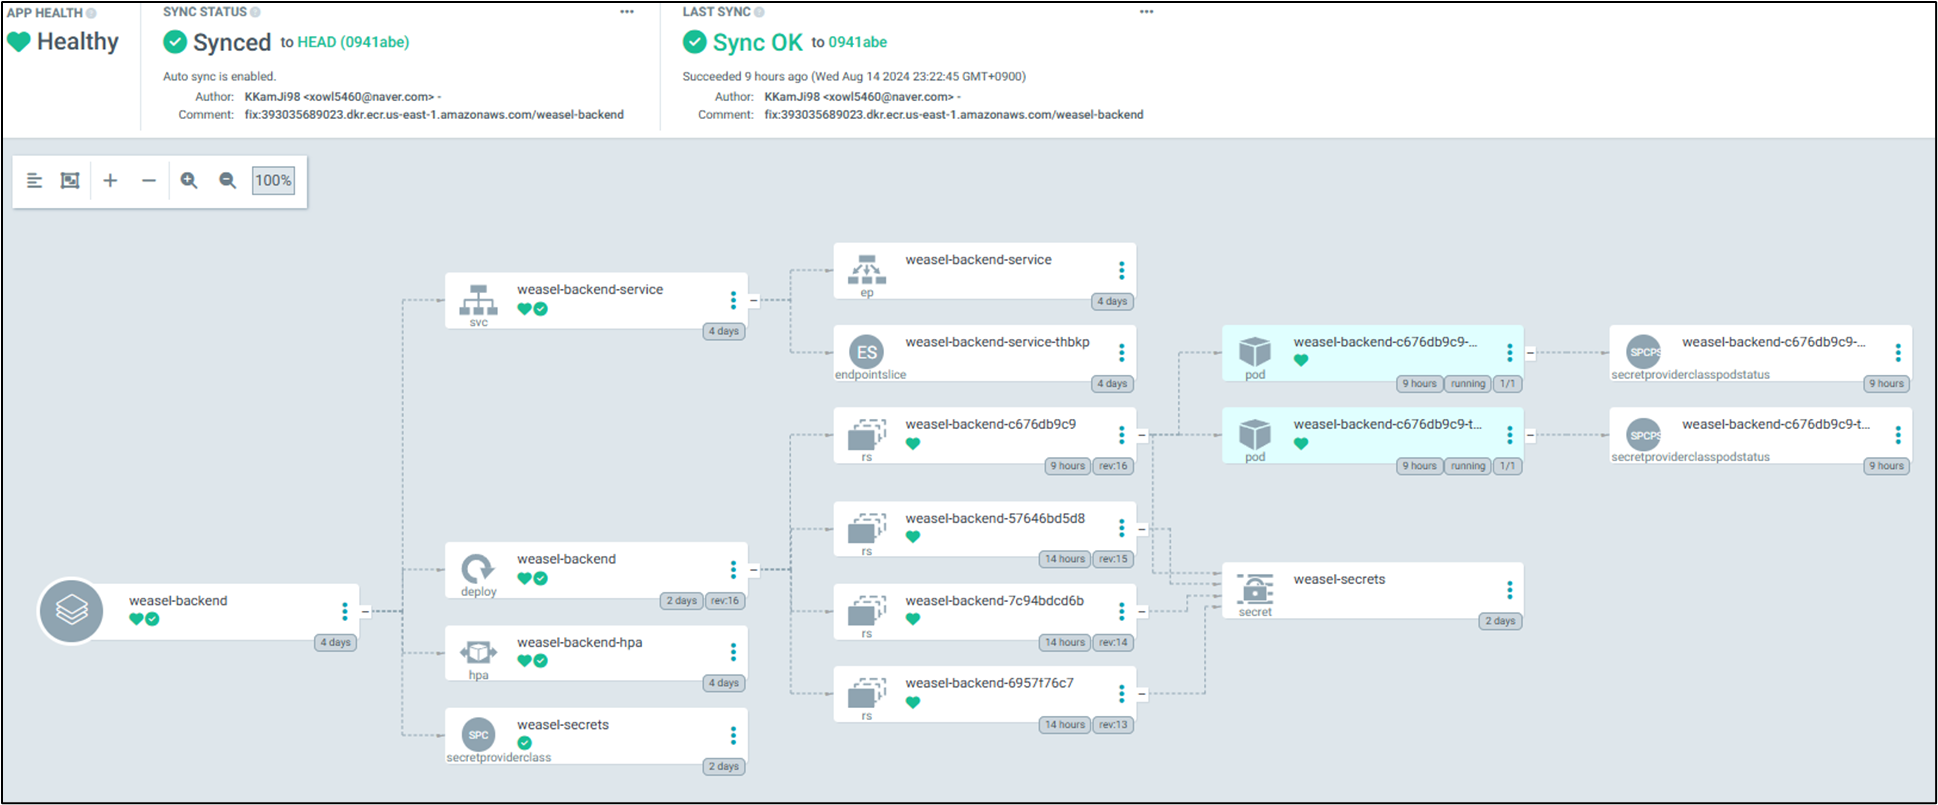 APP HEALTH
Healthy
SYNC STATUS
Synced to HEAD (0941abe)
Auto sync is enabled.
Author: KKamJi98 <xowl5460@naver.com> -
Comment: fix:393035689023.dkr.ecr.us-east-1.amazonaws.com/weasel-backend
LAST SYNC
Sync OK to 0941abe
Succeeded 9 hours ago (Wed Aug 14 2024 23:22:45 GMT+0900)
Author: KKamJi98 <xowl5460@naver.com> -
Comment: fix:393035689023.dkr.ecr.us-east-1.amazonaws.com/weasel-backend
100%
weasel-backend
4 days
weasel-backend-service
svc
4 days
weasel-backend
deploy
2 days rev:16
weasel-backend-hpa
hpa
4 days
SPC
weasel-secrets
secretproviderclass
2 days
weasel-backend-service
ep
4 days
ES
weasel-backend-service-thbkp
endpointslice
4 days
weasel-backend-c676db9c9
rs
9 hours rev:16
weasel-backend-57646bd5d8
rs
14 hours rev:15
weasel-backend-7c94bdcd6b
rs
14 hours rev:14
weasel-backend-6957f76c7
rs
14 hours rev:13
weasel-backend-c676db9c9-...
pod
9 hours running 1/1
weasel-backend-c676db9c9-t...
pod
9 hours running 1/1
weasel-secrets
secret
2 days
SPCPS
weasel-backend-c676db9c9-...
secretproviderclasspodstatus
9 hours
SPCPS
weasel-backend-c676db9c9-t...
secretproviderclasspodstatus
9 hours